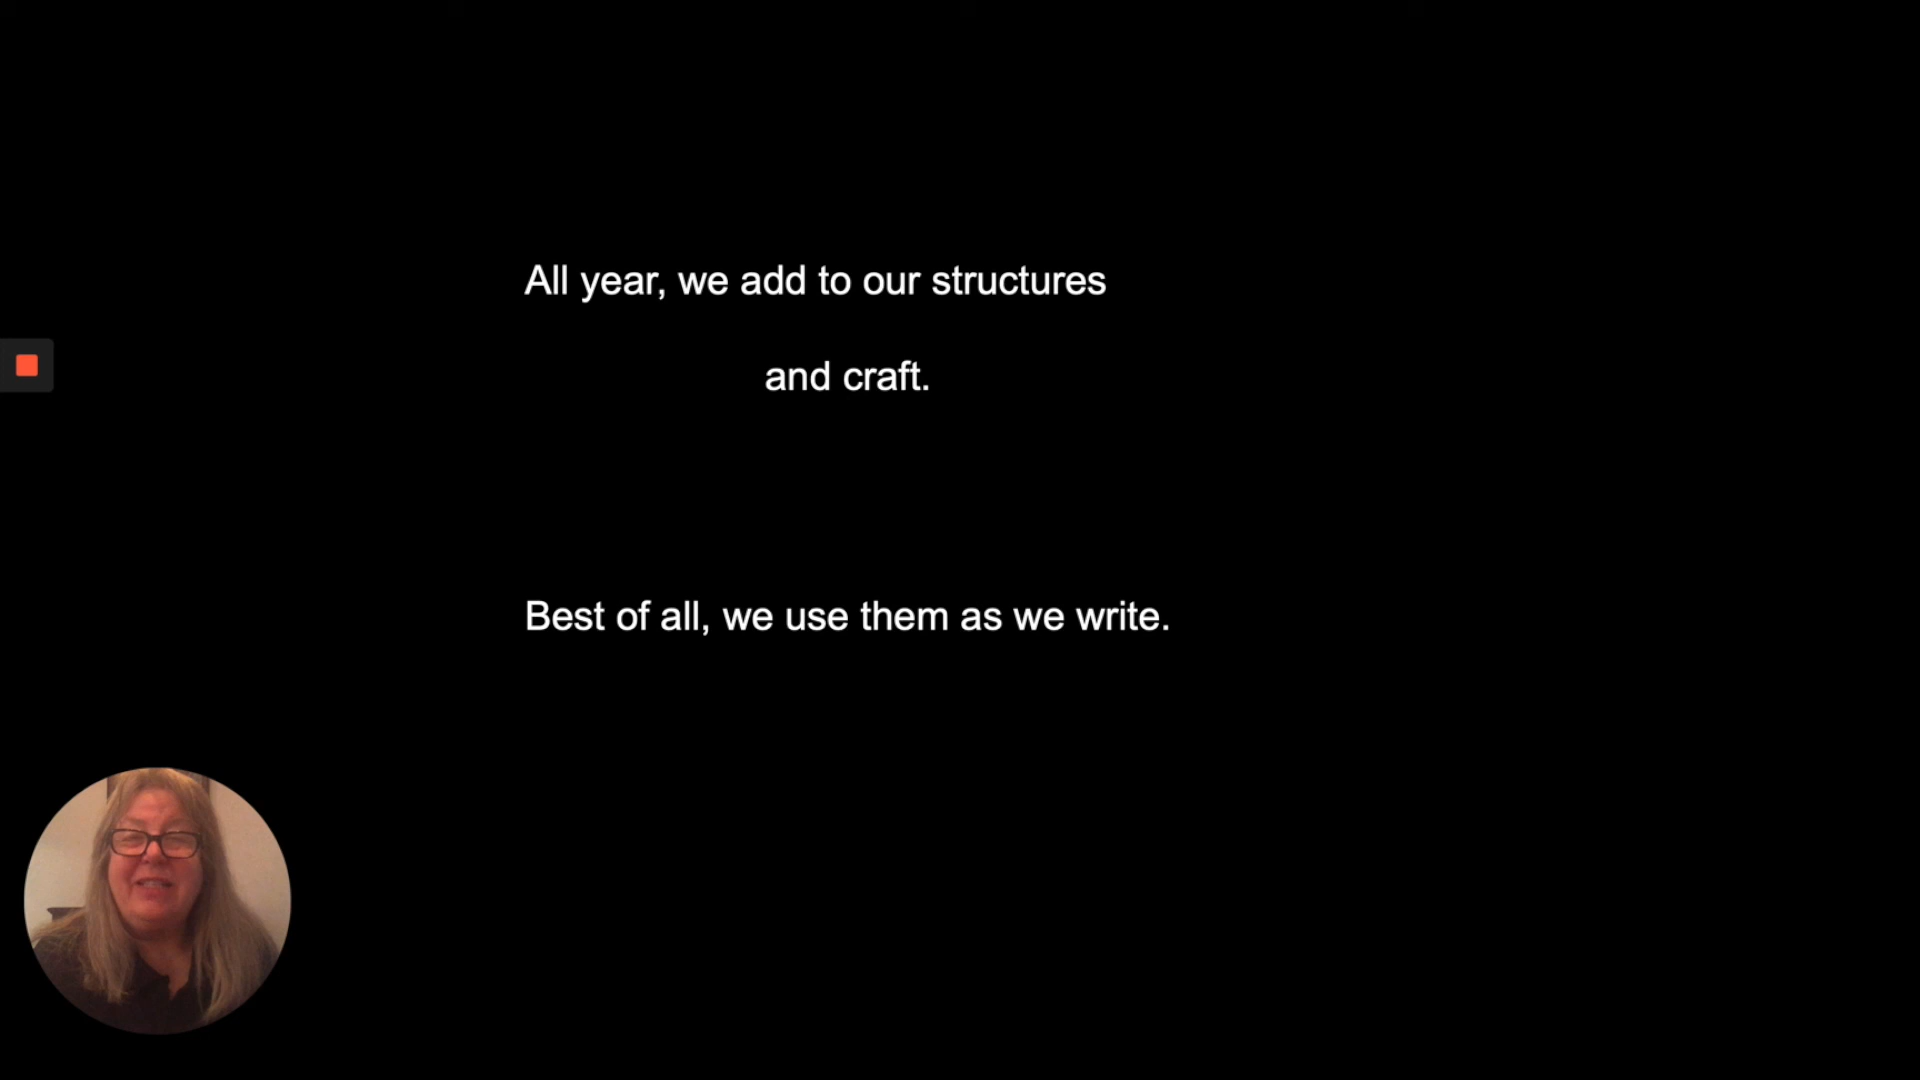 All year, we add to our structures
and craft.
Best of all, we use them as we write.